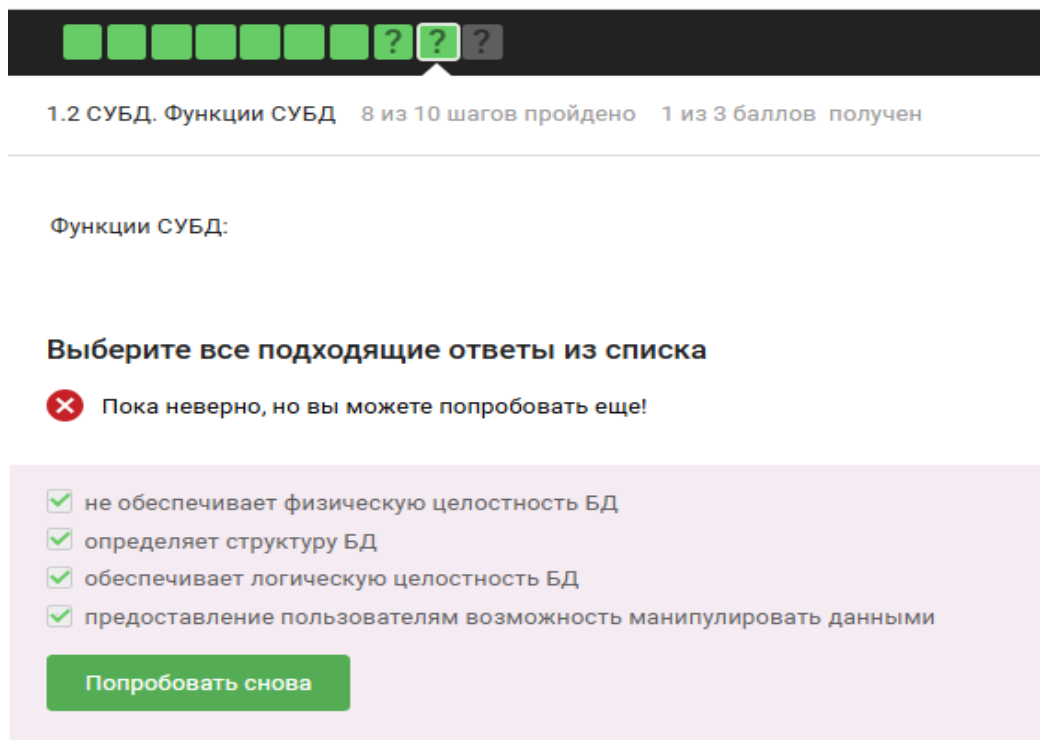 ? ? ?
1.2 СУБД. Функции СУБД 8 из 10 шагов пройдено 1 из 3 баллов получен
Функции СУБД:
Выберите все подходящие ответы из списка
Пока неверно, но вы можете попробовать еще!
не обеспечивает физическую целостность БД
определяет структуру БД
обеспечивает логическую целостность БД
предоставление пользователям возможность манипулировать данными
Попробовать снова